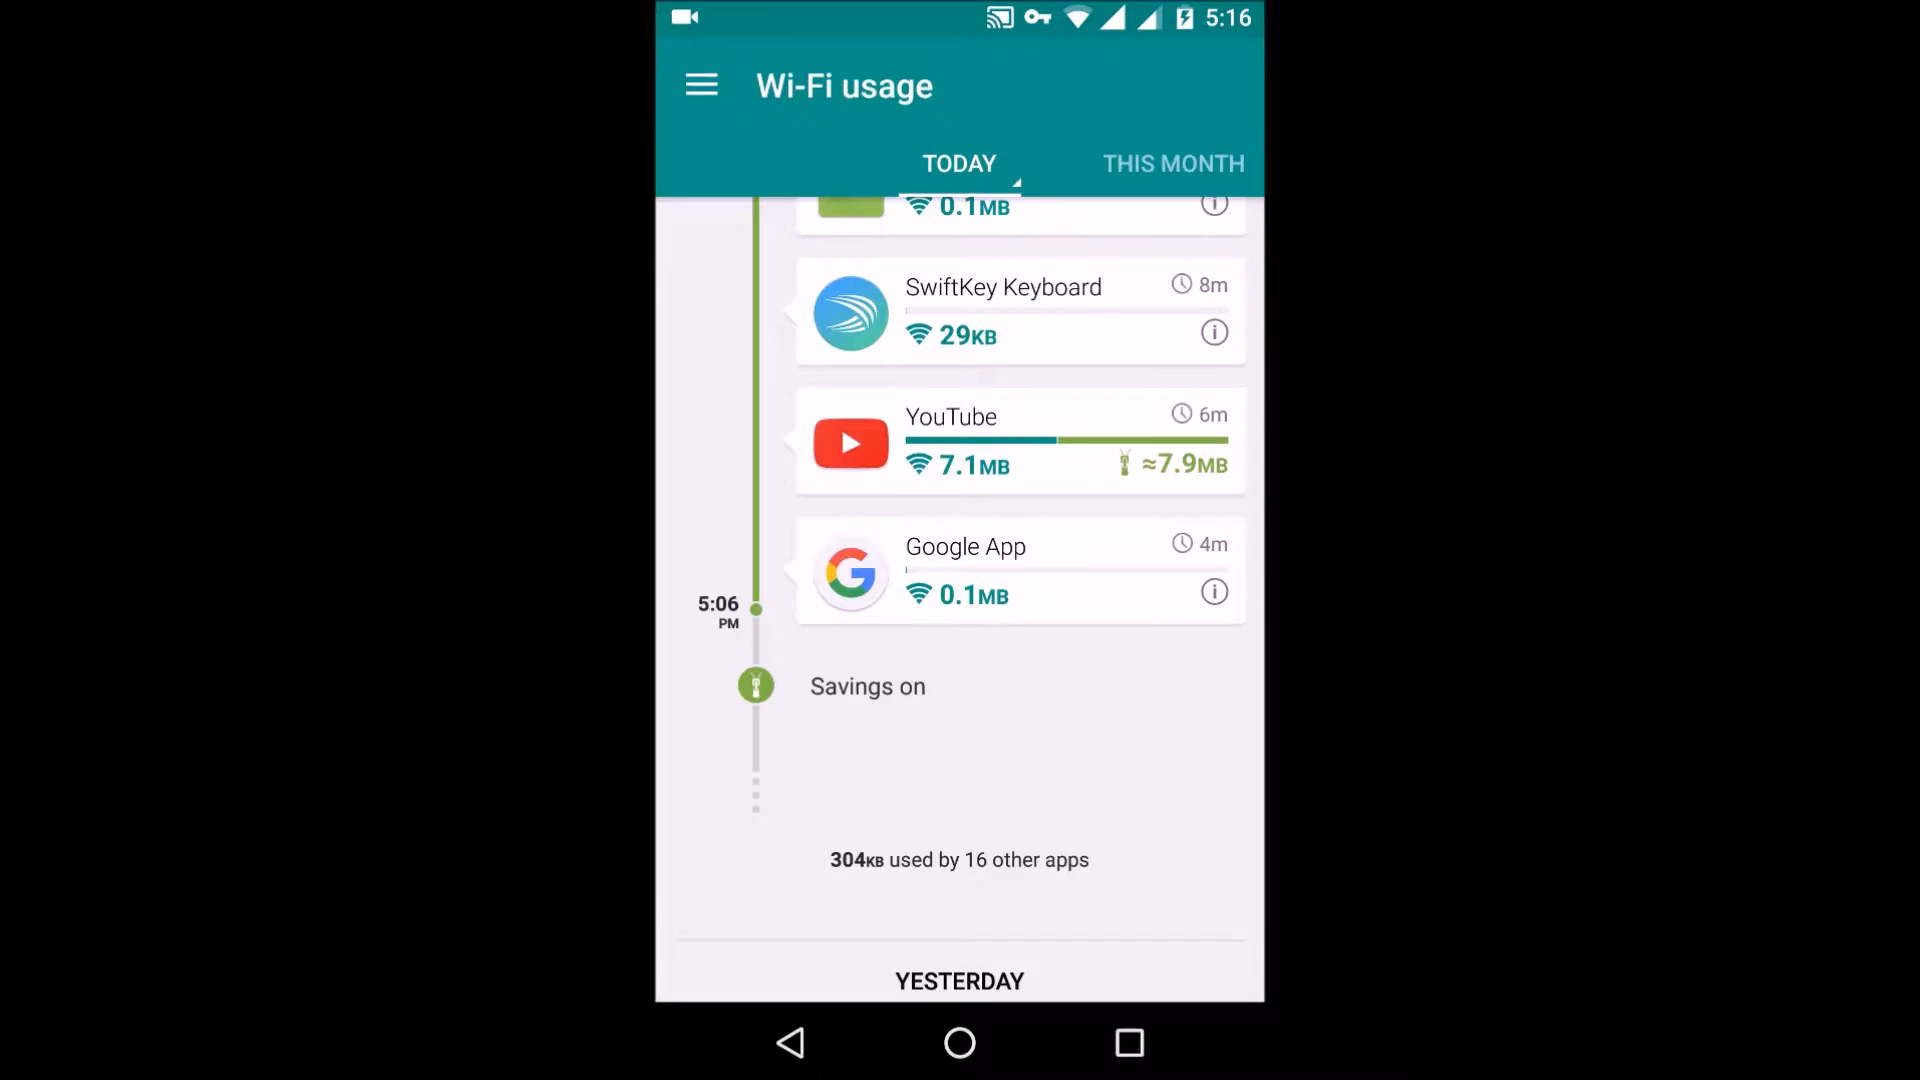 5:16
Wi-Fi usage
TODAY
THIS MONTH
0.1MB
SwiftKey Keyboard
8m
29KB
YouTube
6m
7.1MB
≈7.9MB
Google App
4m
0.1MB
5:06
PM
Savings on
304KB used by 16 other apps
YESTERDAY